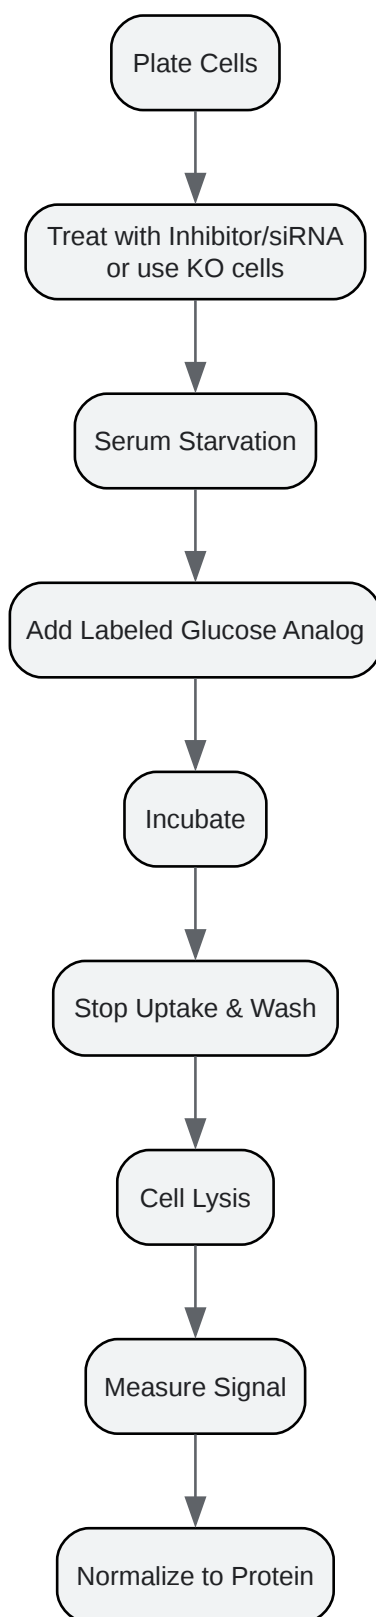 Plate Cells
Treat with Inhibitor/siRNA
or use KO cells
Serum Starvation
Add Labeled Glucose Analog
Incubate
Stop Uptake & Wash
Cell Lysis
Measure Signal
Normalize to Protein